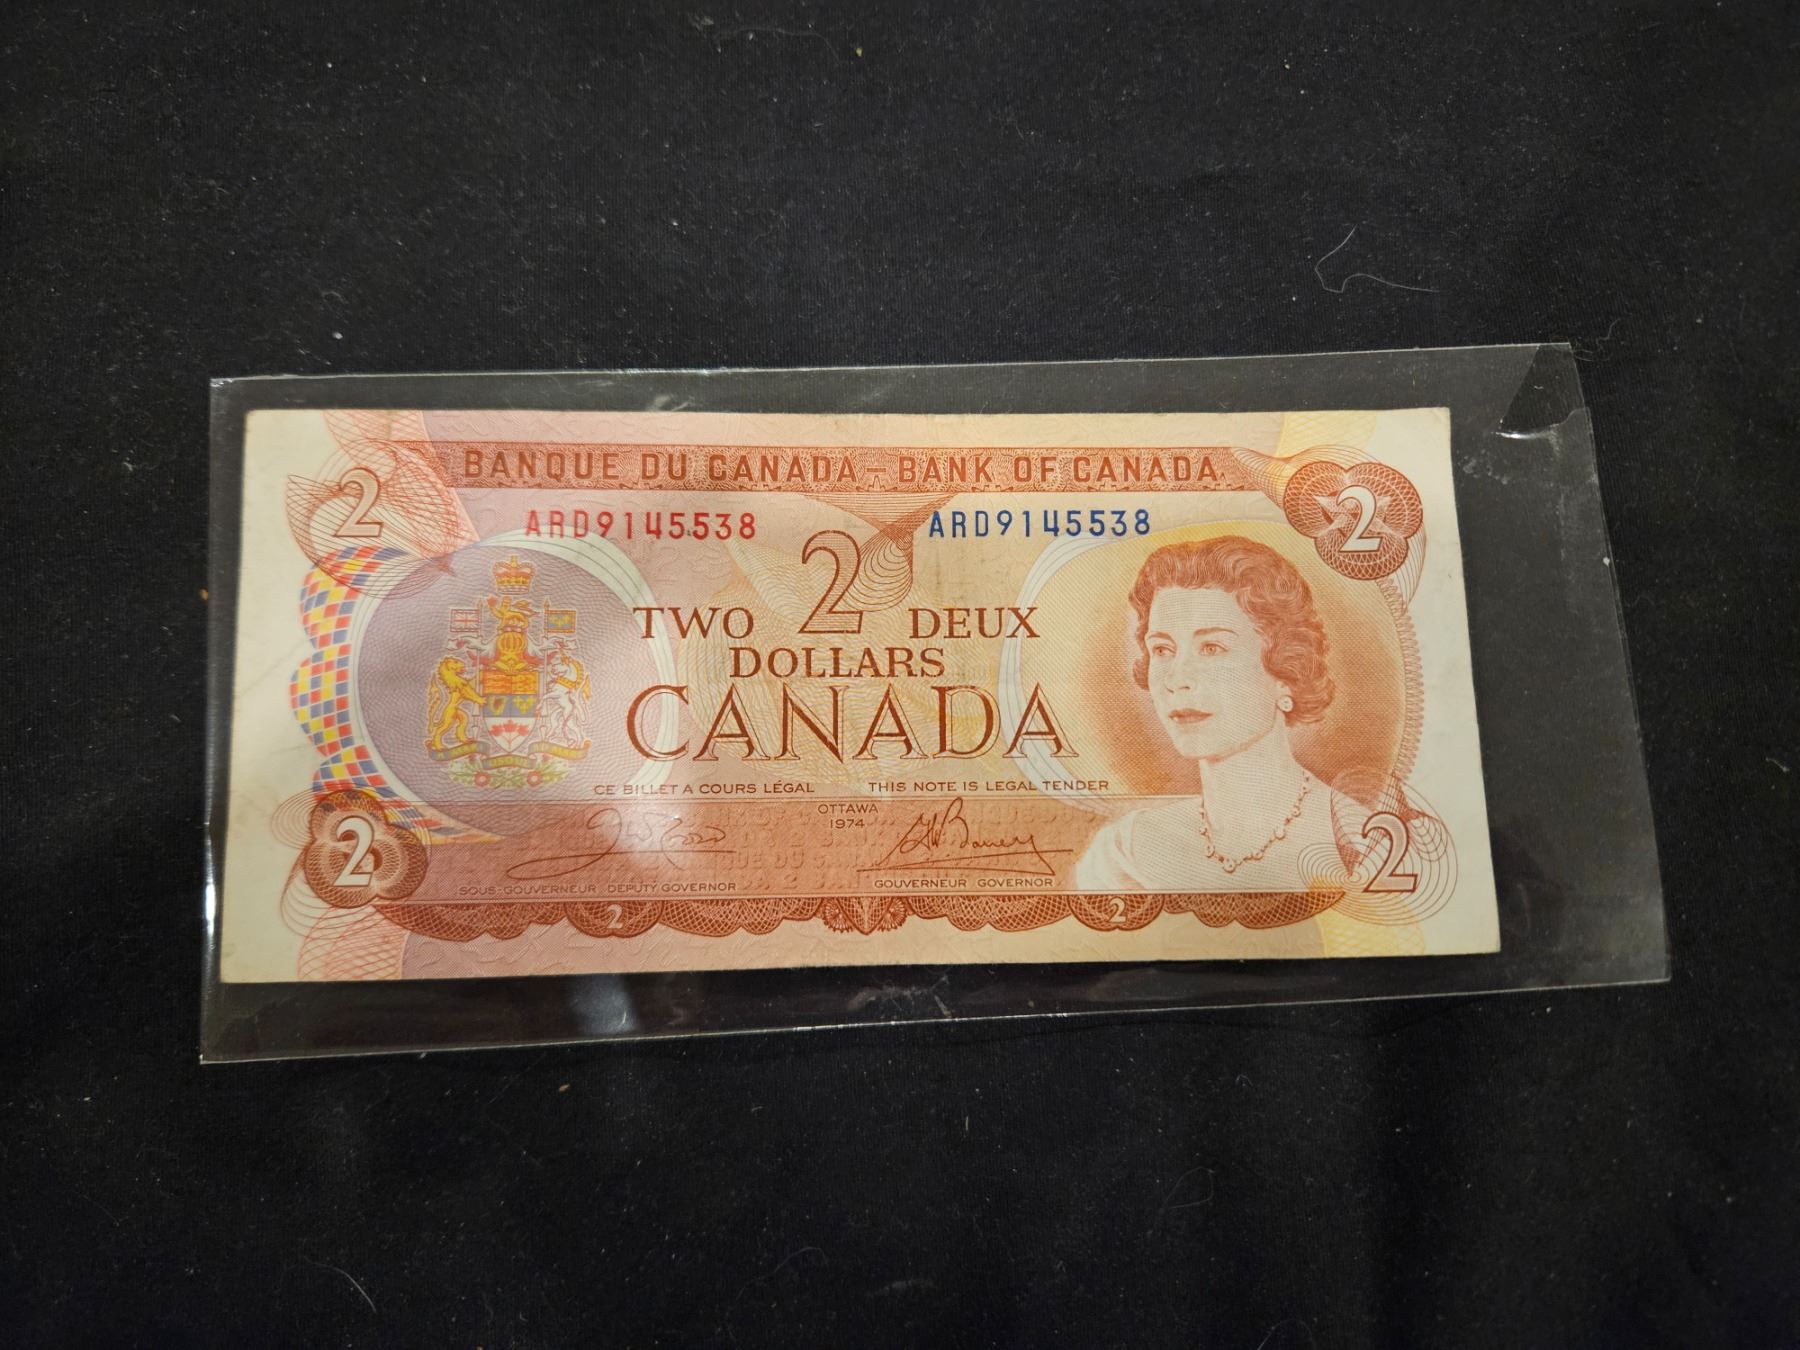 BANQUE DU CANADA – BANK OF CANADA
2 2
ARD9145538 ARD9145538
2
TWO DEUX
DOLLARS
CANADA
CE BILLET A COURS LÉGAL THIS NOTE IS LEGAL TENDER
OTTAWA
1974
2 2
SOUS-GOUVERNEUR DEPUTY GOVERNOR GOUVERNEUR GOVERNOR
2 2